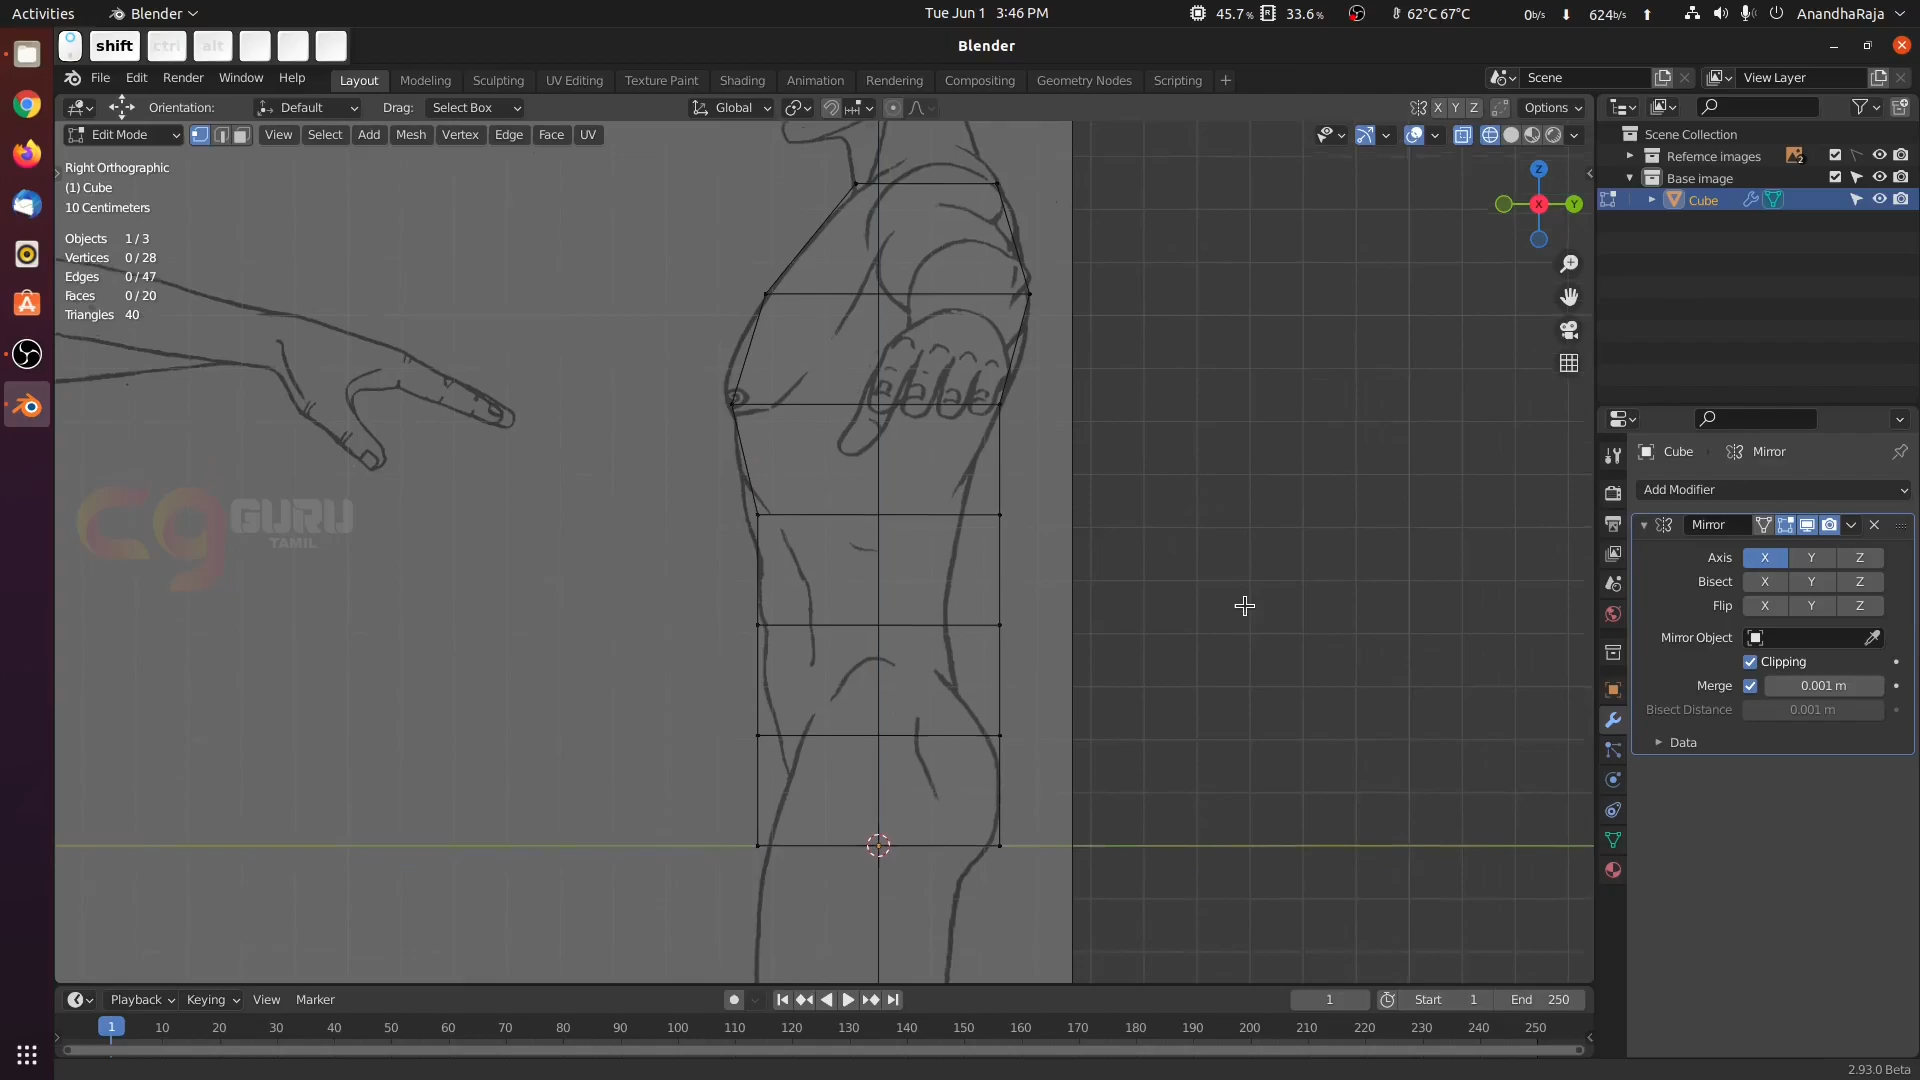 Activities
Blender
Tue Jun 1 3:46 PM
45.7%
33.6%
62°C 67°C
0b/s
624b/s
AnandhaRaja
shift
ctrl
alt
Blender
File
Edit
Render
Window
Help
Layout
Modeling
Sculpting
UV Editing
Texture Paint
Shading
Animation
Rendering
Compositing
Geometry Nodes
Scripting
Scene
View Layer
Orientation:
Default
Drag:
Select Box
Global
X
Y
Z
Options
Edit Mode
View
Select
Add
Mesh
Vertex
Edge
Face
UV
Scene Collection
Refernce images
2
Base image
Cube
Right Orthographic
(1) Cube
10 Centimeters
Objects 1 / 3
Vertices 0 / 28
Edges 0 / 47
Faces 0 / 20
Triangles 40
Z
X
Y
Cube
Mirror
Add Modifier
Mirror
Axis X Y Z
Bisect X Y Z
Flip X Y Z
Mirror Object
Clipping
Merge 0.001 m
Bisect Distance 0.001 m
Data
cg
GURU
TAMIL
Playback
Keying
View
Marker
1
Start 1
End 250
1 10 20 30 40 50 60 70 80 90 100 110 120 130 140 150 160 170 180 190 200 210 220 230 240 250
2.93.0 Beta